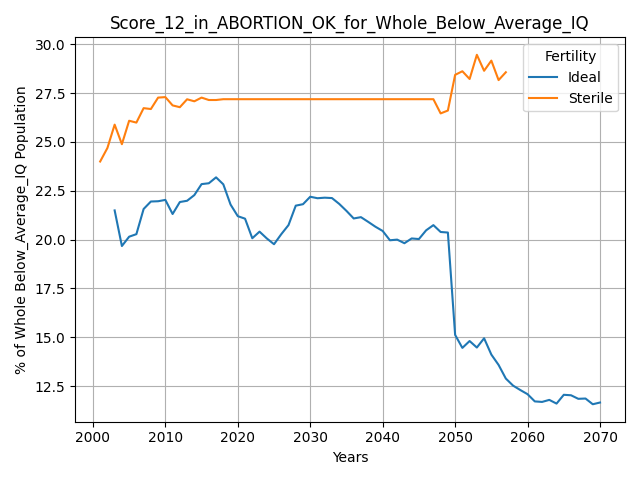 Score_12_in_ABORTION_OK_for_Whole_Below_Average_IQ
% of Whole Below_Average_IQ Population
30.0
27.5
25.0
22.5
20.0
17.5
15.0
12.5
Fertility
Ideal
Sterile
2000 2010 2020 2030 2040 2050 2060 2070
Years